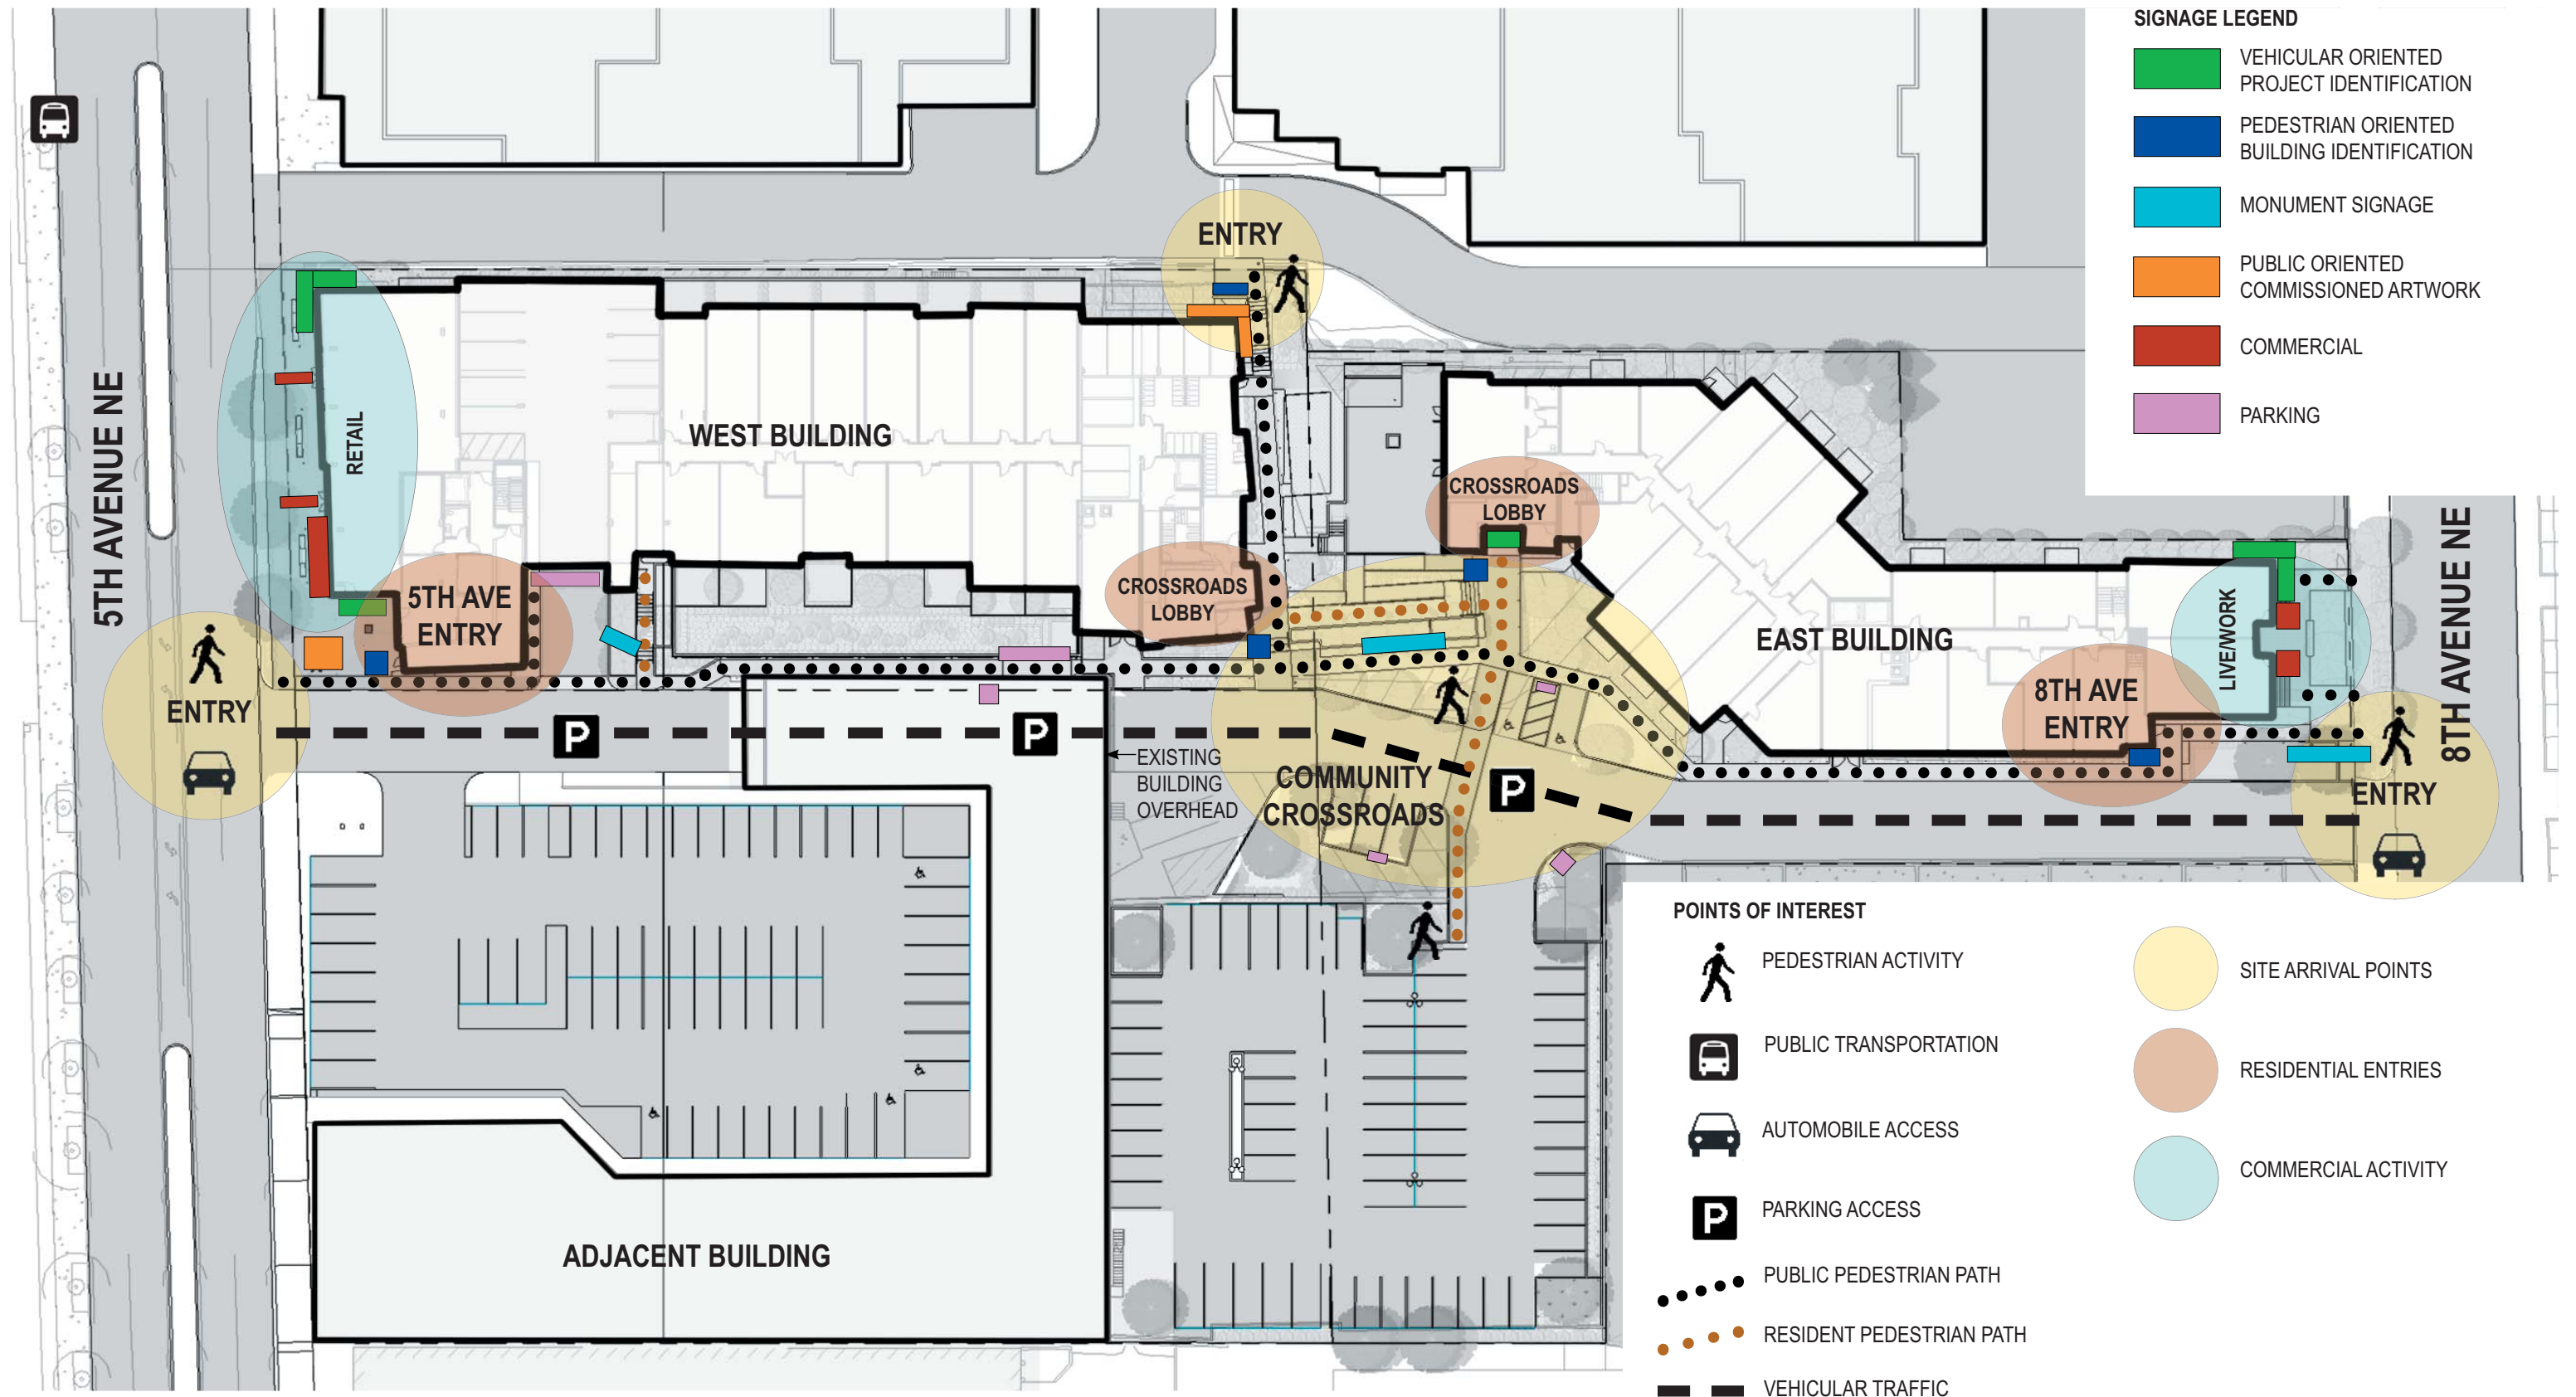 SIGNAGE LEGEND
VEHICULAR ORIENTED
PROJECT IDENTIFICATION
PEDESTRIAN ORIENTED
BUILDING IDENTIFICATION
MONUMENT SIGNAGE
PUBLIC ORIENTED
COMMISSIONED ARTWORK
COMMERCIAL
PARKING
ENTRY
5TH AVENUE NE
RETAIL
WEST BUILDING
CROSSROADS
LOBBY
5TH AVE
ENTRY
CROSSROADS
LOBBY
EAST BUILDING
LIVE/WORK
8TH AVENUE NE
8TH AVE
ENTRY
ENTRY
P
P
EXISTING
BUILDING
OVERHEAD
COMMUNITY
CROSSROADS
P
ENTRY
ADJACENT BUILDING
POINTS OF INTEREST
PEDESTRIAN ACTIVITY
PUBLIC TRANSPORTATION
AUTOMOBILE ACCESS
P
PARKING ACCESS
PUBLIC PEDESTRIAN PATH
RESIDENT PEDESTRIAN PATH
VEHICULAR TRAFFIC
SITE ARRIVAL POINTS
RESIDENTIAL ENTRIES
COMMERCIAL ACTIVITY